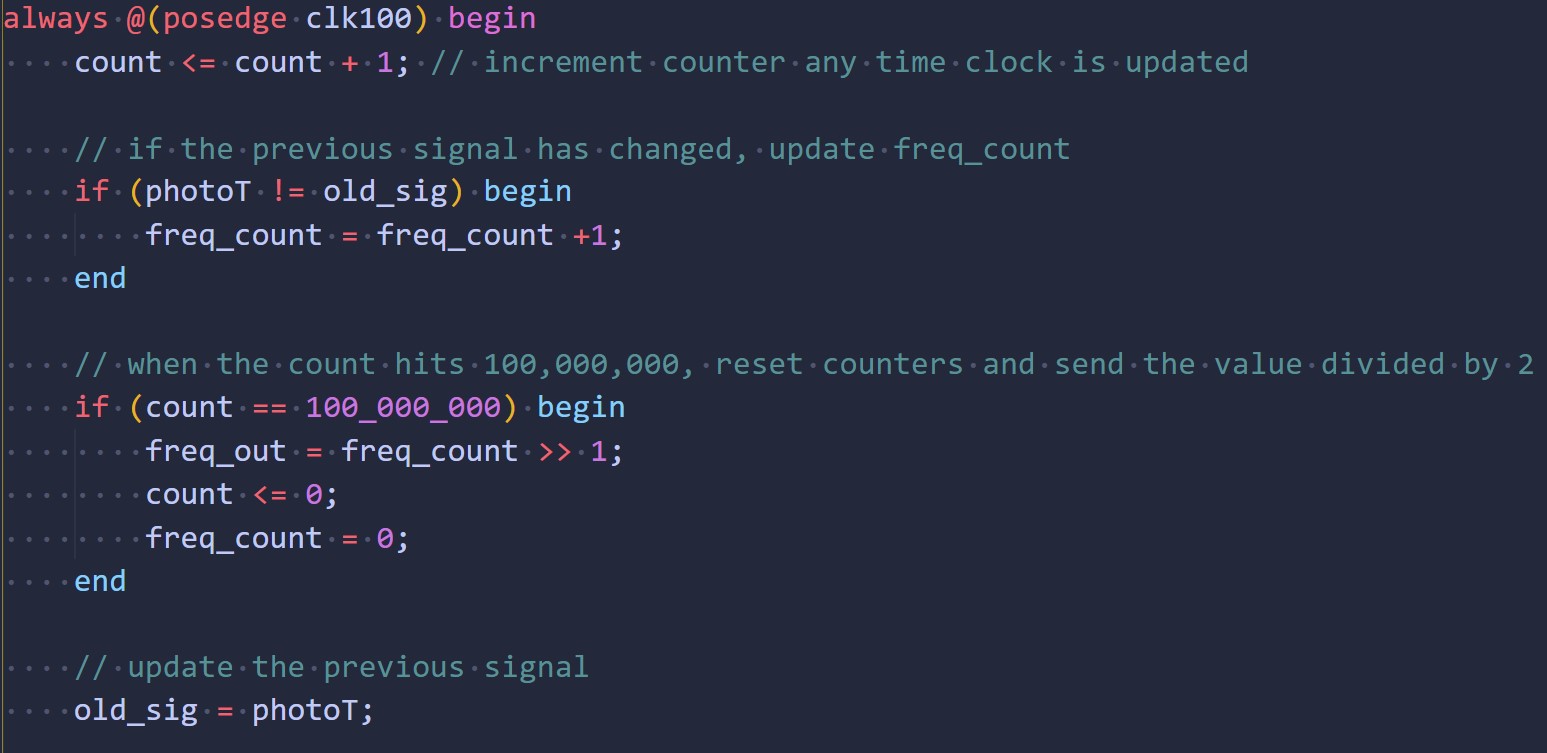 always @(posedge clk100) begin
    count <= count + 1; // increment counter any time clock is updated

    // if the previous signal has changed, update freq_count
    if (photoT != old_sig) begin
        freq_count = freq_count +1;
    end

    // when the count hits 100,000,000, reset counters and send the value divided by 2
    if (count == 100_000_000) begin
        freq_out = freq_count >> 1;
        count <= 0;
        freq_count = 0;
    end

    // update the previous signal
    old_sig = photoT;